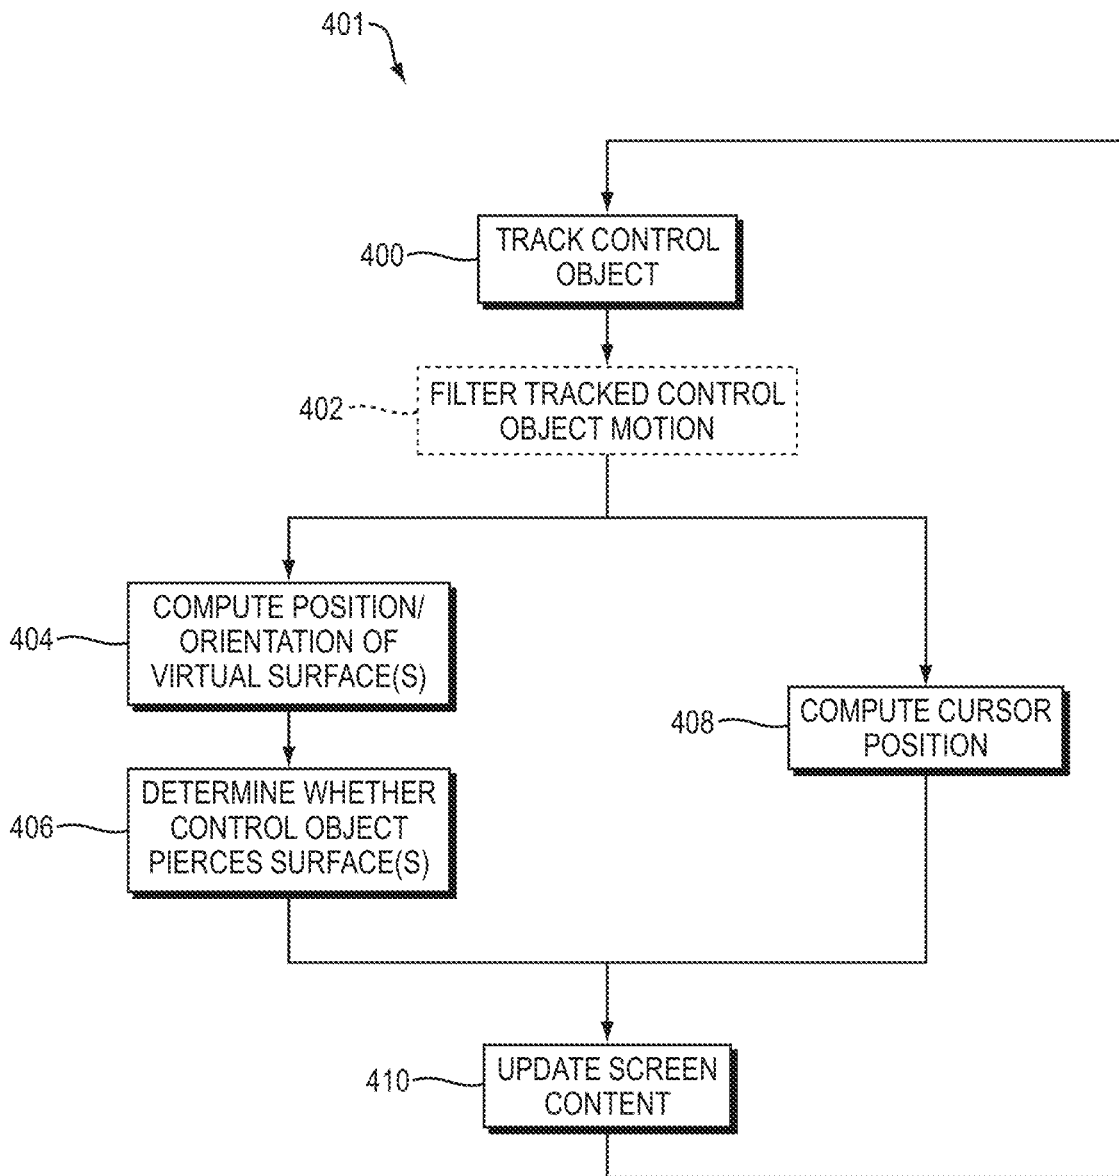 401
400
TRACK CONTROL
OBJECT
402
FILTER TRACKED CONTROL
OBJECT MOTION
404
COMPUTE POSITION/
ORIENTATION OF
VIRTUAL SURFACE(S)
408
COMPUTE CURSOR
POSITION
406
DETERMINE WHETHER
CONTROL OBJECT
PIERCES SURFACE(S)
410
UPDATE SCREEN
CONTENT